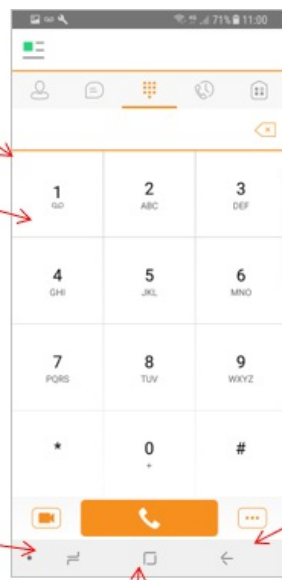 71% 11:00
1 2 3
ABC DEF
4 5 6
GHI JKL MNO
7 8 9
PQRS TUV WXYZ
* 0 #
+